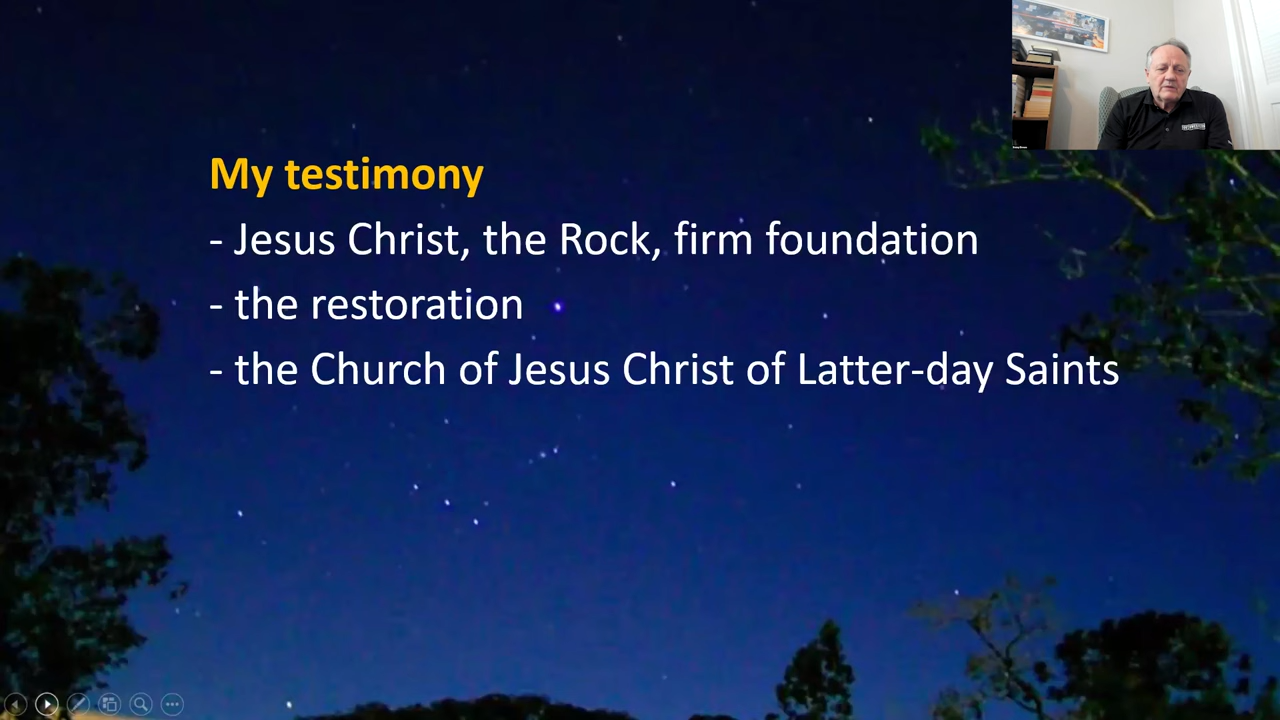 My testimony
- Jesus Christ, the Rock, firm foundation
- the restoration
- the Church of Jesus Christ of Latter-day Saints